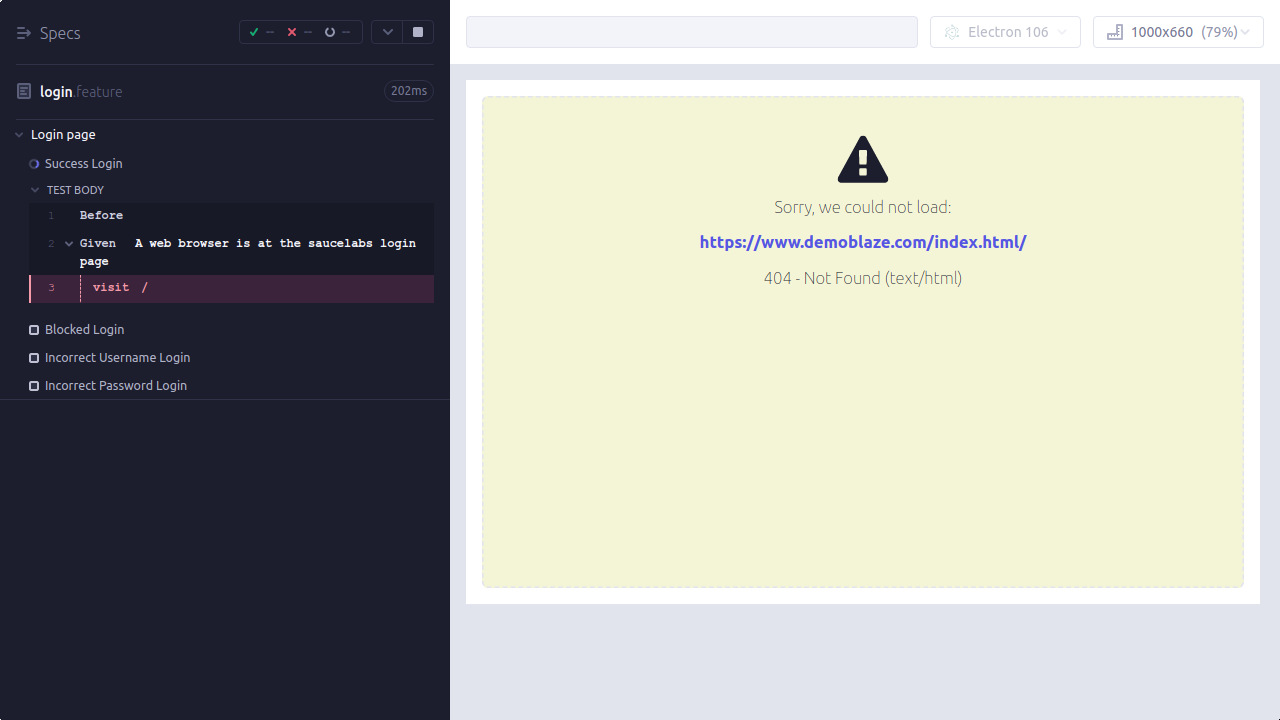 Specs
-- -- --
Electron 106
1000x660 (79%)
login.feature
202ms
Login page
Success Login
TEST BODY
1 Before
2 Given A web browser is at the saucelabs login
page
3 visit /
Blocked Login
Incorrect Username Login
Incorrect Password Login
Sorry, we could not load:
https://www.demoblaze.com/index.html/
404 - Not Found (text/html)